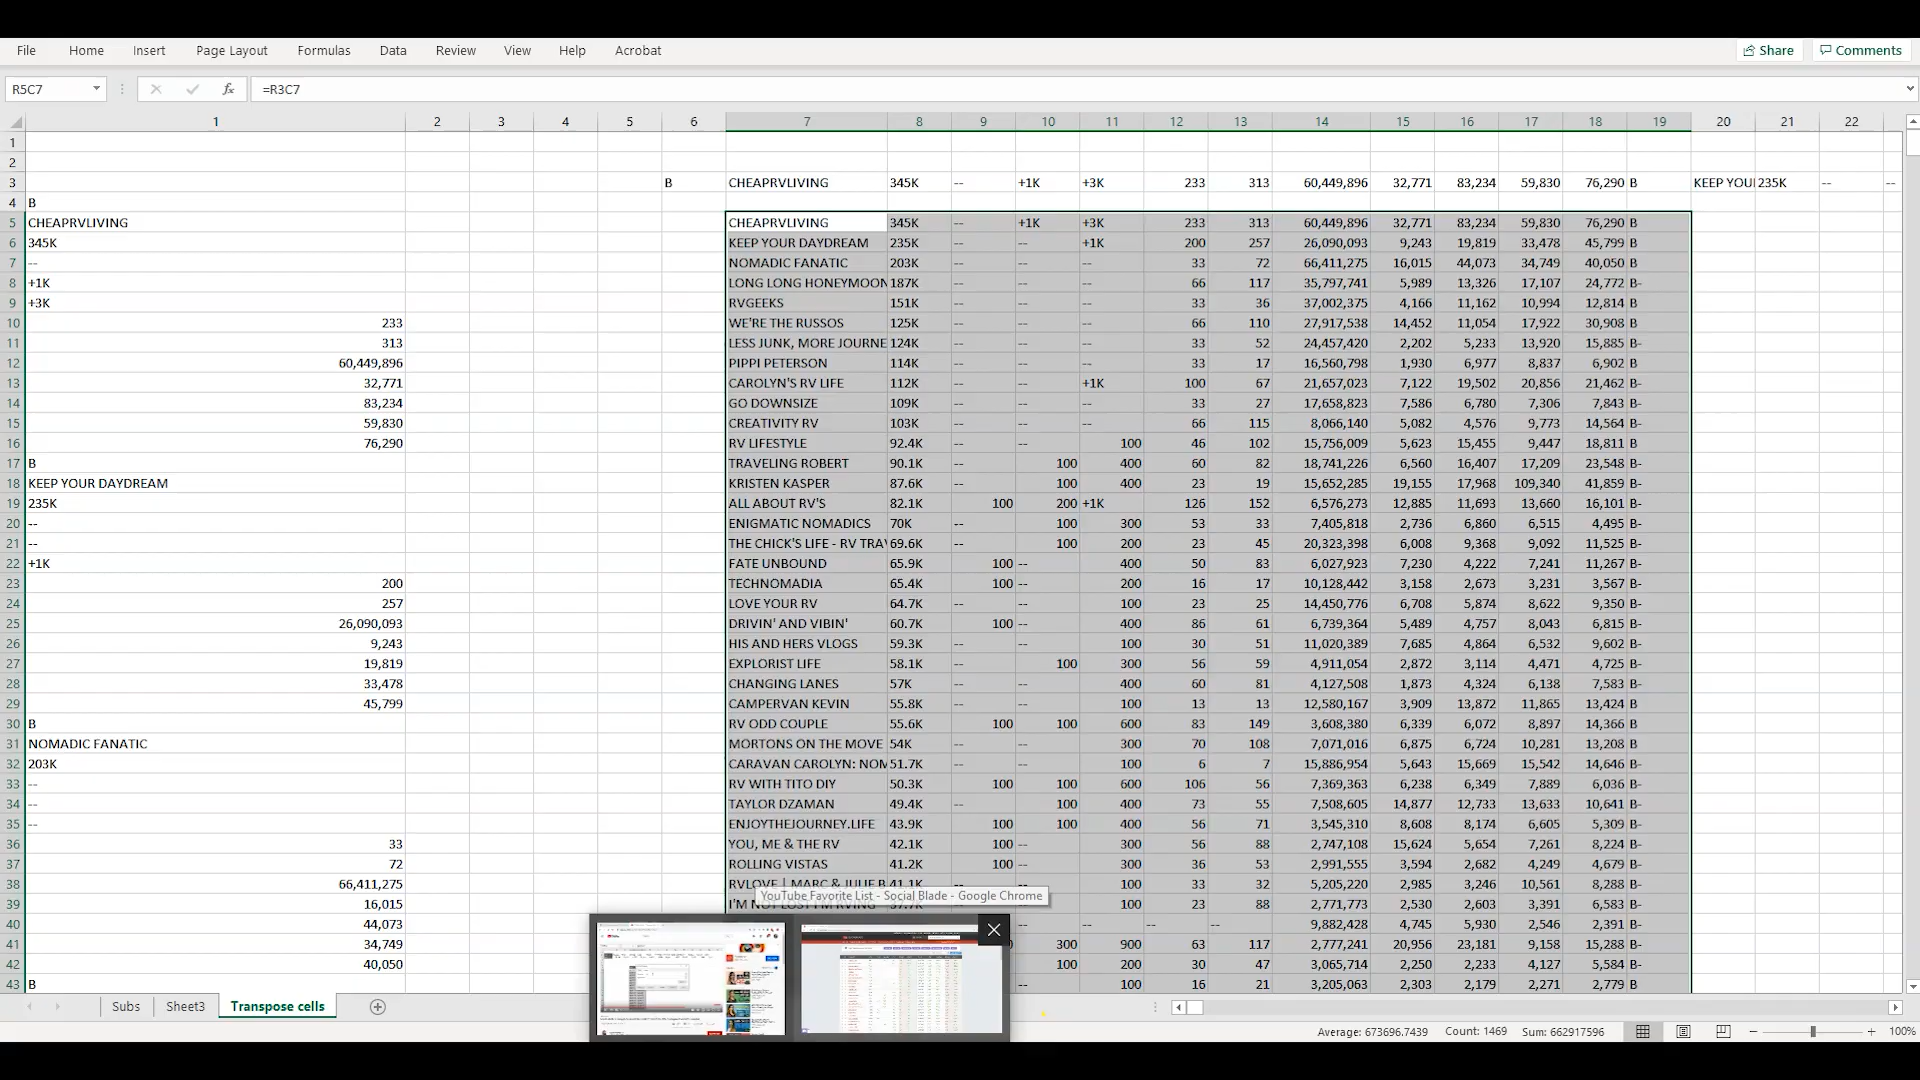 File Home Insert Page Layout Formulas Data Review View Help Acrobat Share Comments
R5C7 fx =R3C7
1 2 3 4 5 6 7 8 9 10 11 12 13 14 15 16 17 18 19 20 21 22
1
2
3 B CHEAPRVLIVING 345K -- +1K +3K 233 313 60,449,896 32,771 83,234 59,830 76,290 B KEEP YOU 235K -- --
4 B
5 CHEAPRVLIVING CHEAPRVLIVING 345K -- +1K +3K 233 313 60,449,896 32,771 83,234 59,830 76,290 B
6 345K KEEP YOUR DAYDREAM 235K -- -- +1K 200 257 26,090,093 9,243 19,819 33,478 45,799 B
7 -- NOMADIC FANATIC 203K -- -- -- 33 72 66,411,275 16,015 44,073 34,749 40,050 B
8 +1K LONG LONG HONEYMOON 187K -- -- -- 66 117 35,797,741 5,989 13,326 17,107 24,772 B-
9 +3K RVGEEKS 151K -- -- -- 33 36 37,002,375 4,166 11,162 10,994 12,814 B
10 233 WE'RE THE RUSSOS 125K -- -- -- 66 110 27,917,538 14,452 11,054 17,922 30,908 B
11 313 LESS JUNK, MORE JOURNE 124K -- -- -- 33 52 24,457,420 2,202 5,233 13,920 15,885 B-
12 60,449,896 PIPPI PETERSON 114K -- -- -- 33 17 16,560,798 1,930 6,977 8,837 6,902 B
13 32,771 CAROLYN'S RV LIFE 112K -- -- +1K 100 67 21,657,023 7,122 19,502 20,856 21,462 B-
14 83,234 GO DOWNSIZE 109K -- -- -- 33 27 17,658,823 7,586 6,780 7,306 7,843 B-
15 59,830 CREATIVITY RV 103K -- -- -- 66 115 8,066,140 5,082 4,576 9,773 14,564 B-
16 76,290 RV LIFESTYLE 92.4K -- -- 100 46 102 15,756,009 5,623 15,455 9,447 18,811 B
17 B TRAVELING ROBERT 90.1K -- 100 400 60 82 18,741,226 6,560 16,407 17,209 23,548 B-
18 KEEP YOUR DAYDREAM KRISTEN KASPER 87.6K -- 100 400 23 19 15,652,285 19,155 17,968 109,340 41,859 B-
19 235K ALL ABOUT RV'S 82.1K 100 200 +1K 126 152 6,576,273 12,885 11,693 13,660 16,101 B-
20 -- ENIGMATIC NOMADICS 70K -- 100 300 53 33 7,405,818 2,736 6,860 6,515 4,495 B-
21 -- THE CHICK'S LIFE - RV TRAV 69.6K -- 100 200 23 45 20,323,398 6,008 9,368 9,092 11,525 B-
22 +1K FATE UNBOUND 65.9K 100 -- 400 50 83 6,027,923 7,230 4,222 7,241 11,267 B-
23 200 TECHNOMADIA 65.4K 100 -- 200 16 17 10,128,442 3,158 2,673 3,231 3,567 B-
24 257 LOVE YOUR RV 64.7K -- -- 100 23 25 14,450,776 6,708 5,874 8,622 9,350 B-
25 26,090,093 DRIVIN' AND VIBIN' 60.7K 100 -- 400 86 61 6,739,364 5,489 4,757 8,043 6,815 B-
26 9,243 HIS AND HERS VLOGS 59.3K -- -- 100 30 51 11,020,389 7,685 4,864 6,532 9,602 B-
27 19,819 EXPLORIST LIFE 58.1K -- 100 300 56 59 4,911,054 2,872 3,114 4,471 4,725 B-
28 33,478 CHANGING LANES 57K -- -- 400 60 81 4,127,508 1,873 4,324 6,138 7,583 B-
29 45,799 CAMPERVAN KEVIN 55.8K -- -- 100 13 13 12,580,167 3,909 13,872 11,865 13,424 B
30 B RV ODD COUPLE 55.6K 100 100 600 83 149 3,608,380 6,339 6,072 8,897 14,366 B
31 NOMADIC FANATIC MORTONS ON THE MOVE 54K -- -- 300 70 108 7,071,016 6,875 6,724 10,281 13,208 B
32 203K CARAVAN CAROLYN: NOM 51.7K -- -- 100 6 7 15,886,954 5,643 15,669 15,542 14,646 B-
33 -- RV WITH TITO DIY 50.3K 100 100 600 106 56 7,369,363 6,238 6,349 7,889 6,036 B-
34 -- TAYLOR DZAMAN 49.4K -- 100 400 73 55 7,508,605 14,877 12,733 13,633 10,641 B-
35 -- ENJOYTHEJOURNEY.LIFE 43.9K 100 100 400 56 71 3,545,310 8,608 8,174 6,605 5,309 B-
36 33 YOU, ME & THE RV 42.1K 100 -- 300 56 88 2,747,108 15,624 5,654 7,261 8,224 B-
37 72 ROLLING VISTAS 41.2K 100 -- 300 36 53 2,991,555 3,594 2,682 4,249 4,679 B-
38 66,411,275 RVLOVE | MARC & JULIE B 41.1K -- -- 100 33 32 5,205,220 2,985 3,246 10,561 8,288 B-
YouTube Favorite List - Social Blade - Google Chrome
39 16,015 I'M NOT LOST I'M RVING 37.7K 100 23 88 2,771,773 2,530 2,603 3,391 6,583 B-
40 44,073 -- -- -- 9,882,428 4,745 5,930 2,546 2,391 B-
41 34,749 300 900 63 117 2,777,241 20,956 23,181 9,158 15,288 B-
42 40,050 100 200 30 47 3,065,714 2,250 2,233 4,127 5,584 B-
43 B -- 100 16 21 3,205,063 2,303 2,179 2,271 2,779 B-
Subs Sheet3 Transpose cells
Average: 673696.7439 Count: 1469 Sum: 662917596 100%